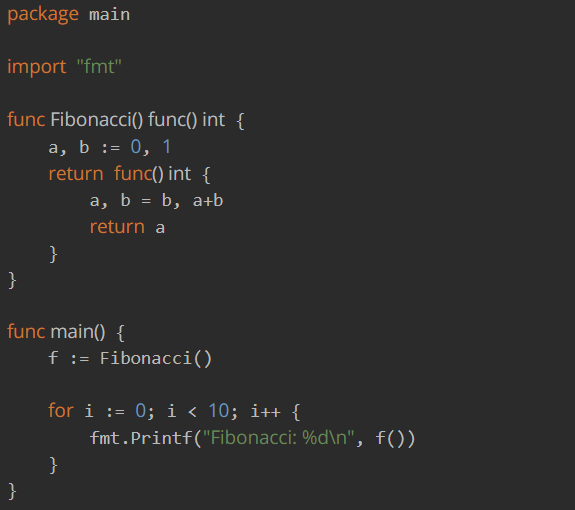 package main
import "fmt"
func Fibonacci() func() int {
    a, b := 0, 1
    return func() int {
        a, b = b, a+b
        return a
    }
}
func main() {
    f := Fibonacci()
    for i := 0; i < 10; i++ {
        fmt.Printf("Fibonacci: %d\n", f())
    }
}